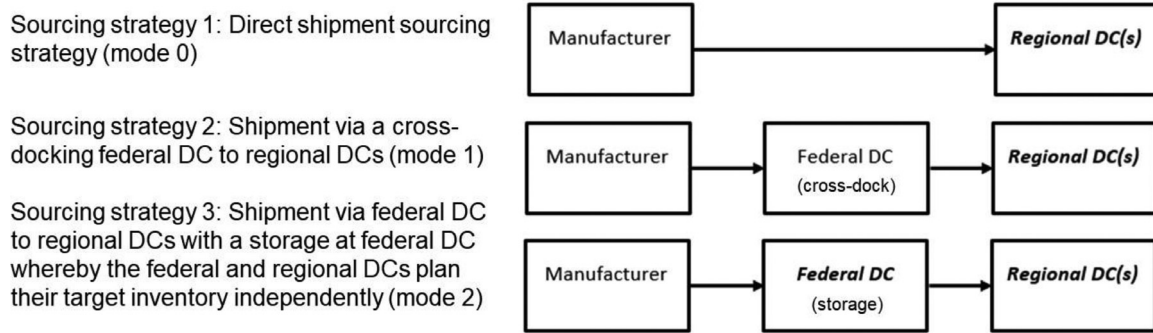 Sourcing strategy 1: Direct shipment sourcing
strategy (mode 0)
Manufacturer
Regional DC(s)
Sourcing strategy 2: Shipment via a cross-
docking federal DC to regional DCs (mode 1)
Manufacturer
Federal DC
(cross-dock)
Regional DC(s)
Sourcing strategy 3: Shipment via federal DC
to regional DCs with a storage at federal DC
whereby the federal and regional DCs plan
their target inventory independently (mode 2)
Manufacturer
Federal DC
(storage)
Regional DC(s)